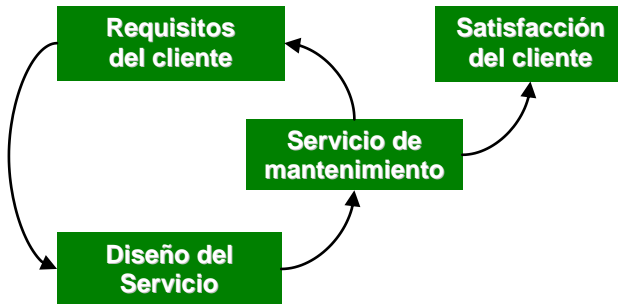 Requisitos
del cliente
Satisfacción
del cliente
Servicio de
mantenimiento
Diseño del
Servicio